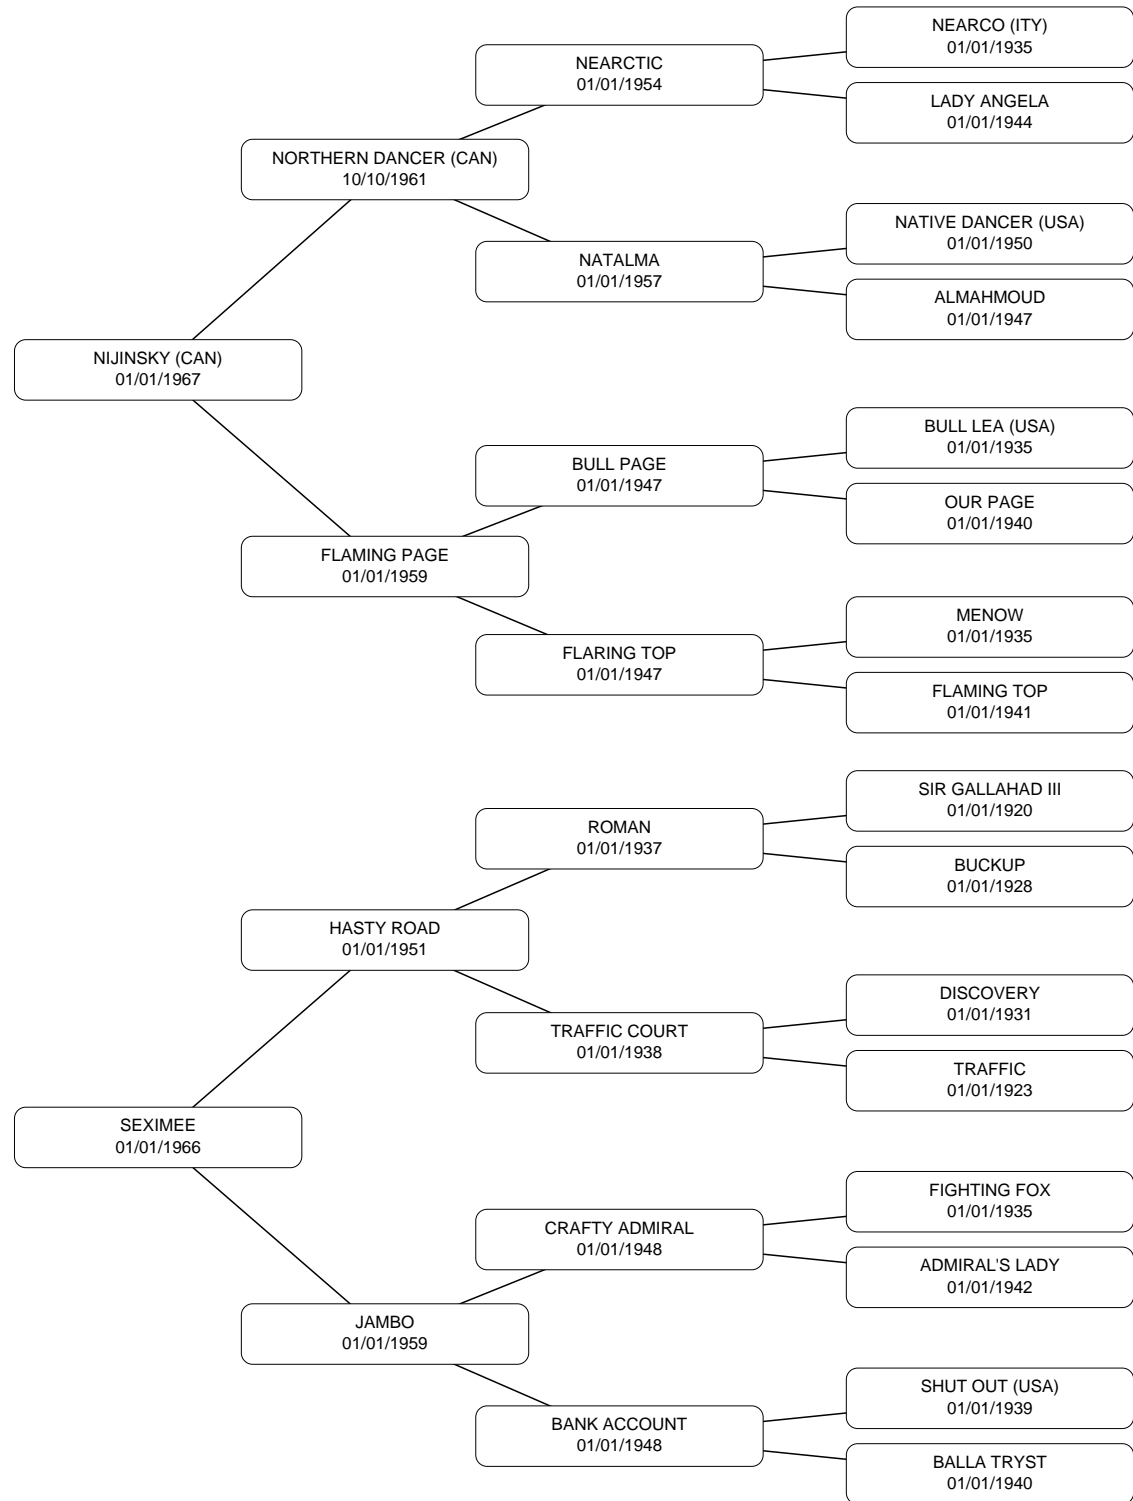 NEARCO (ITY)
01/01/1935
NEARCTIC
01/01/1954
LADY ANGELA
01/01/1944
NORTHERN DANCER (CAN)
10/10/1961
NATIVE DANCER (USA)
01/01/1950
NATALMA
01/01/1957
ALMAHMOUD
01/01/1947
NIJINSKY (CAN)
01/01/1967
BULL LEA (USA)
01/01/1935
BULL PAGE
01/01/1947
OUR PAGE
01/01/1940
FLAMING PAGE
01/01/1959
MENOW
01/01/1935
FLARING TOP
01/01/1947
FLAMING TOP
01/01/1941
SIR GALLAHAD III
01/01/1920
ROMAN
01/01/1937
BUCKUP
01/01/1928
HASTY ROAD
01/01/1951
DISCOVERY
01/01/1931
TRAFFIC COURT
01/01/1938
TRAFFIC
01/01/1923
SEXIMEE
01/01/1966
FIGHTING FOX
01/01/1935
CRAFTY ADMIRAL
01/01/1948
ADMIRAL'S LADY
01/01/1942
JAMBO
01/01/1959
SHUT OUT (USA)
01/01/1939
BANK ACCOUNT
01/01/1948
BALLA TRYST
01/01/1940